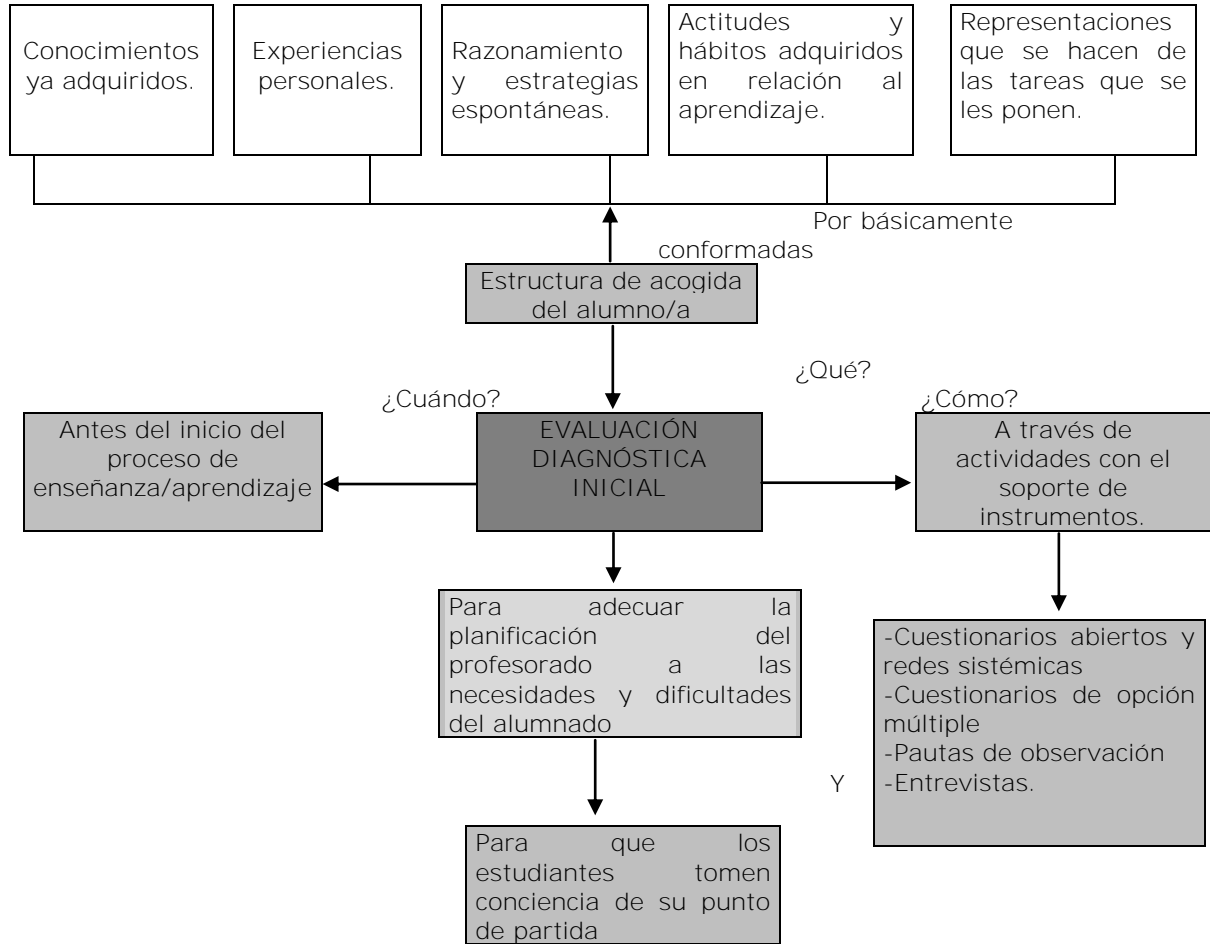 Conocimientos
ya adquiridos.
Experiencias
personales.
Razonamiento
y estrategias
espontáneas.
Actitudes y
hábitos adquiridos
en relación al
aprendizaje.
Representaciones
que se hacen de
las tareas que se
les ponen.
Por básicamente
conformadas
Estructura de acogida
del alumno/a
¿Qué?
¿Cuándo?
¿Cómo?
Antes del inicio del
proceso de
enseñanza/aprendizaje
EVALUACIÓN
DIAGNÓSTICA
INICIAL
A través de
actividades con el
soporte de
instrumentos.
Para adecuar la
planificación del
profesorado a las
necesidades y dificultades
del alumnado
-Cuestionarios abiertos y
redes sistémicas
-Cuestionarios de opción
múltiple
-Pautas de observación
-Entrevistas.
Y
Para que los
estudiantes tomen
conciencia de su punto
de partida